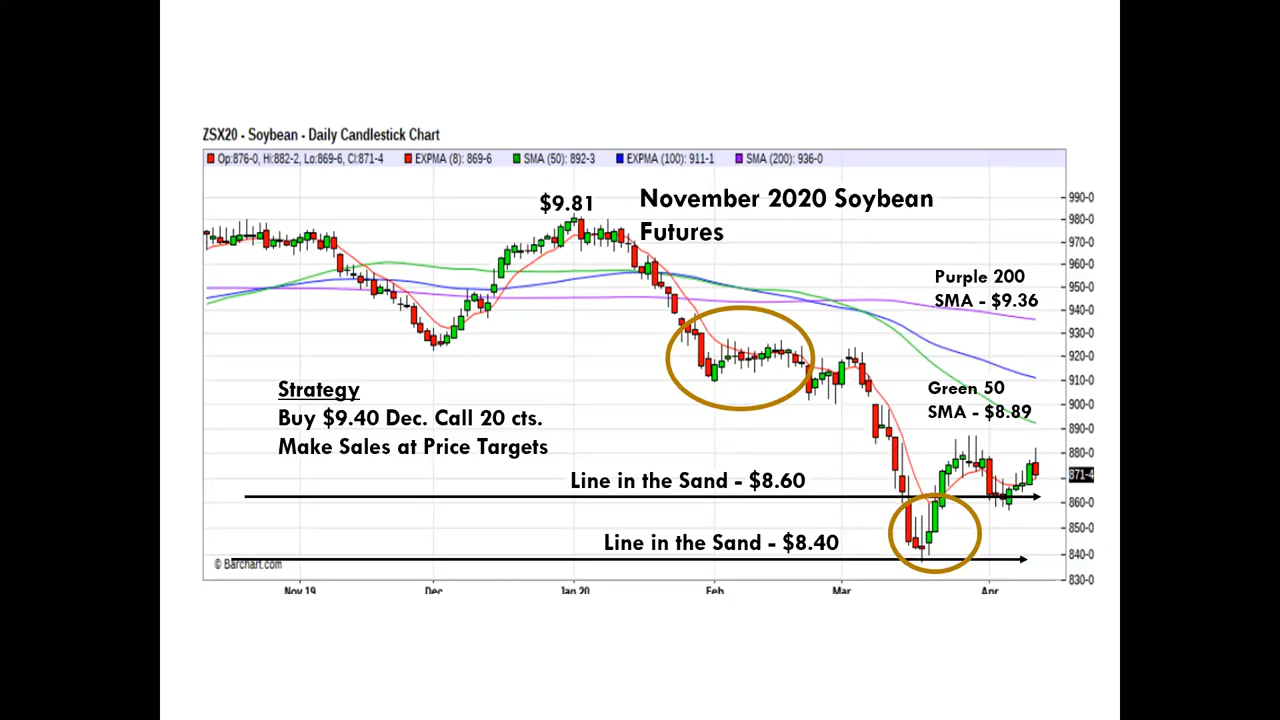 ZSX20 - Soybean - Daily Candlestick Chart
Op:876-0, Hi:882-2, Lo:869-6, Cl:871-4 EXPMA (8): 869-6 SMA (50): 892-3 EXPMA (100): 911-1 SMA (200): 936-0
$9.81
November 2020 Soybean
Futures
Purple 200
SMA - $9.36
Green 50
SMA - $8.89
Strategy
Buy $9.40 Dec. Call 20 cts.
Make Sales at Price Targets
Line in the Sand - $8.60
Line in the Sand - $8.40
© Barchart.com
990-0
980-0
970-0
960-0
950-0
940-0
930-0
920-0
910-0
900-0
890-0
880-0
871-4
860-0
850-0
840-0
830-0
Nov 19 Dec Jan 20 Feb Mar Apr